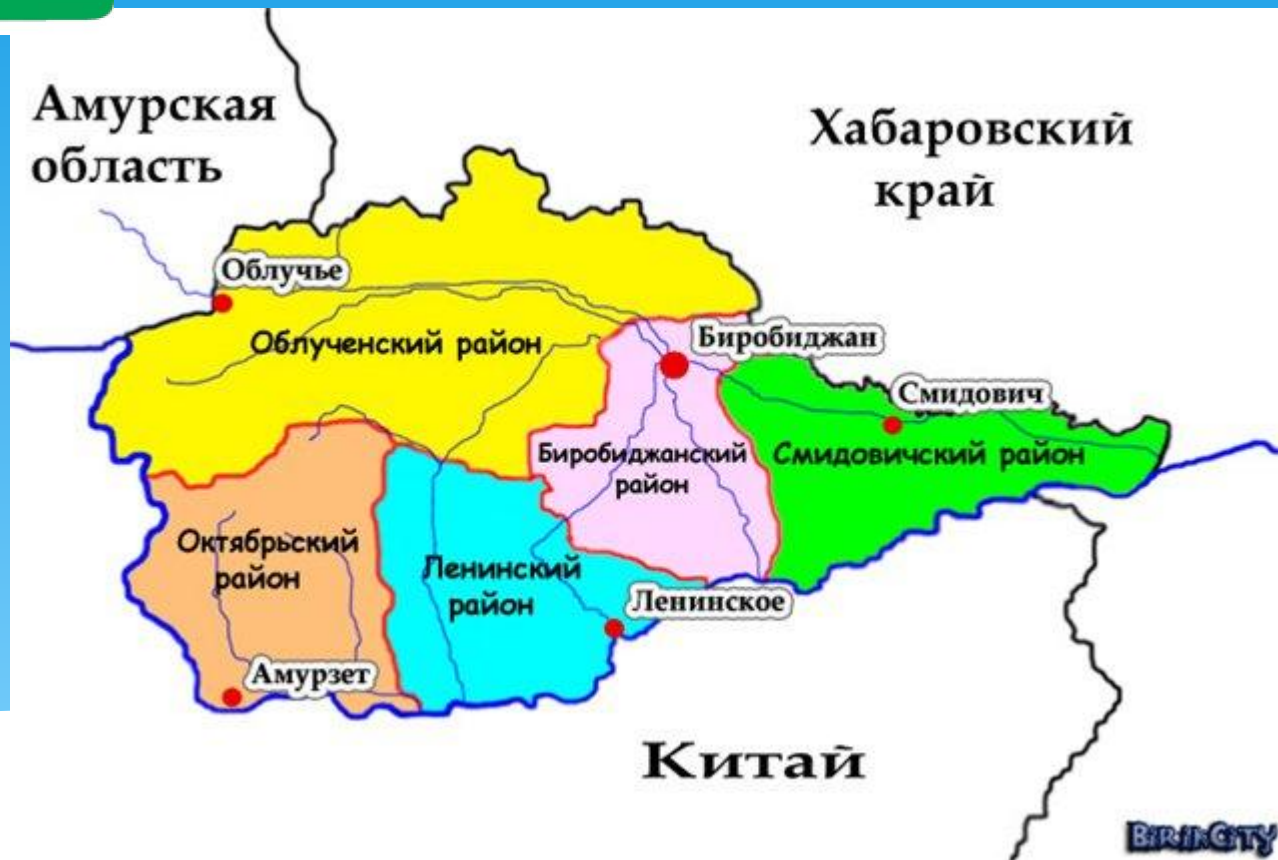 Амурская
область
Хабаровский
край
Облучье
Облученский район
Биробиджан
Смидович
Биробиджанский
район
Смидовичский район
Октябрьский
район
Ленинский
район
Ленинское
Амурзет
Китай